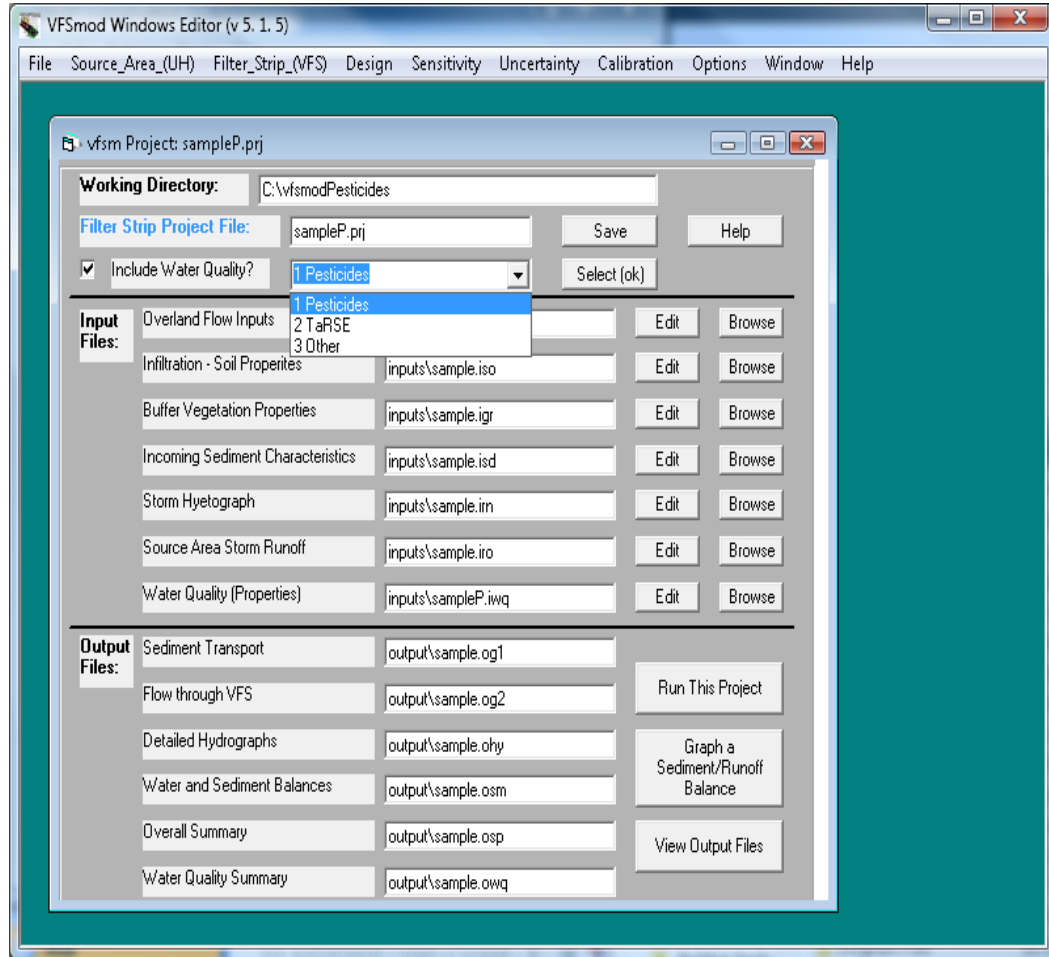 VFSmod Windows Editor (v 5. 1. 5)
File Source_Area_(UH) Filter_Strip_(VFS) Design Sensitivity Uncertainty Calibration Options Window Help
vfsm Project: sampleP.prj
Working Directory: C:\vfsmodPesticides
Filter Strip Project File: sampleP.prj Save Help
Include Water Quality? 1 Pesticides Select (ok)
1 Pesticides
2 TaRSE
3 Other
Input Files:
Overland Flow Inputs Edit Browse
Infiltration - Soil Properites inputs\sample.iso Edit Browse
Buffer Vegetation Properties inputs\sample.igr Edit Browse
Incoming Sediment Characteristics inputs\sample.isd Edit Browse
Storm Hyetograph inputs\sample.irn Edit Browse
Source Area Storm Runoff inputs\sample.iro Edit Browse
Water Quality (Properties) inputs\sampleP.iwq Edit Browse
Output Files:
Sediment Transport output\sample.og1
Flow through VFS output\sample.og2
Run This Project
Detailed Hydrographs output\sample.ohy
Water and Sediment Balances output\sample.osm
Graph a
Sediment/Runoff
Balance
Overall Summary output\sample.osp
View Output Files
Water Quality Summary output\sample.owq